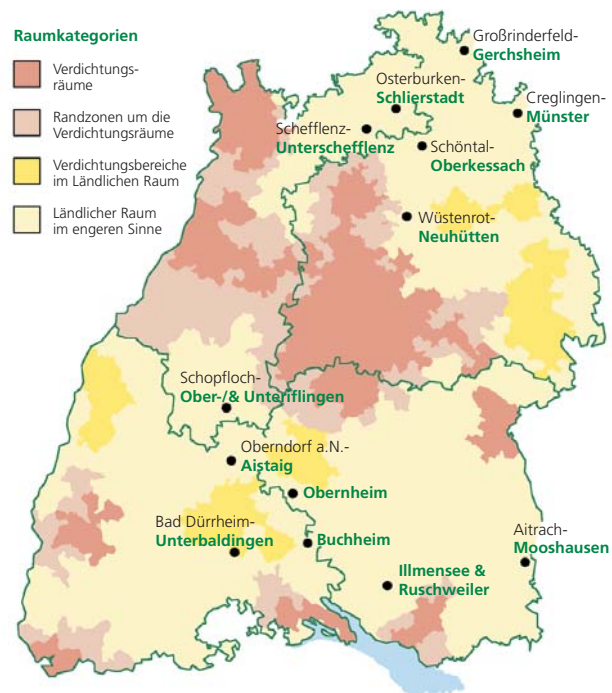 Raumkategorien
Verdichtungs-
räume
Randzonen um die
Verdichtungsräume
Verdichtungsbereiche
im Ländlichen Raum
Ländlicher Raum
im engeren Sinne
Großrinderfeld-
Gerchsheim
Osterburken-
Schlierstadt
Creglingen-
Münster
Schefflenz-
Unterschefflenz
Schöntal-
Oberkessach
Wüstenrot-
Neuhütten
Schopfloch-
Ober-/& Unteriflingen
Oberndorf a.N.-
Aistaig
Obernheim
Bad Dürrheim-
Unterbaldingen
Buchheim
Aitrach-
Mooshausen
Illmensee &
Ruschweiler